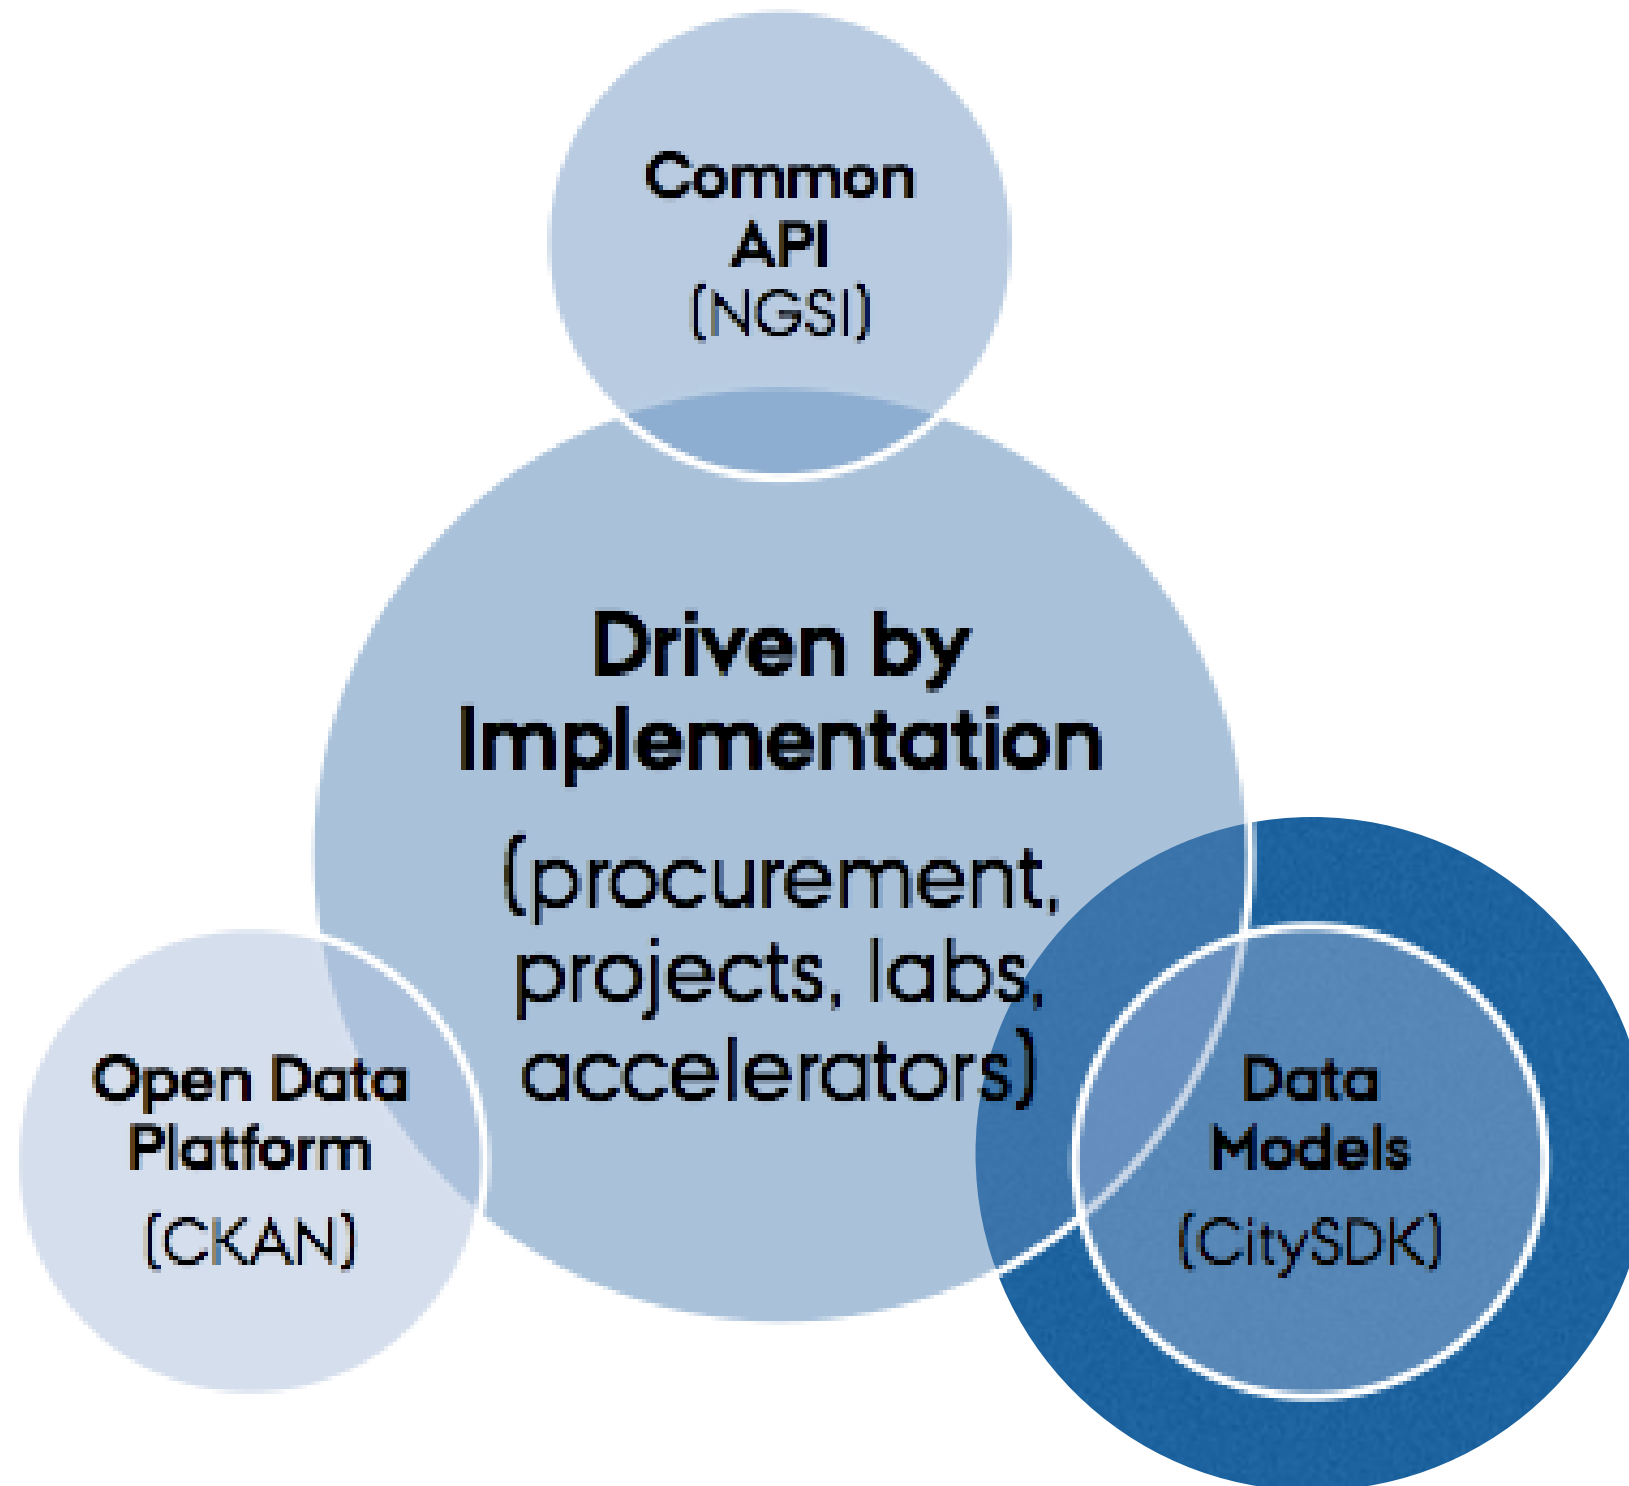 Common
API
(NGSI)
Driven by
Implementation
(procurement,
projects, labs,
accelerators)
Open Data
Platform
(CKAN)
Data
Models
(CitySDK)